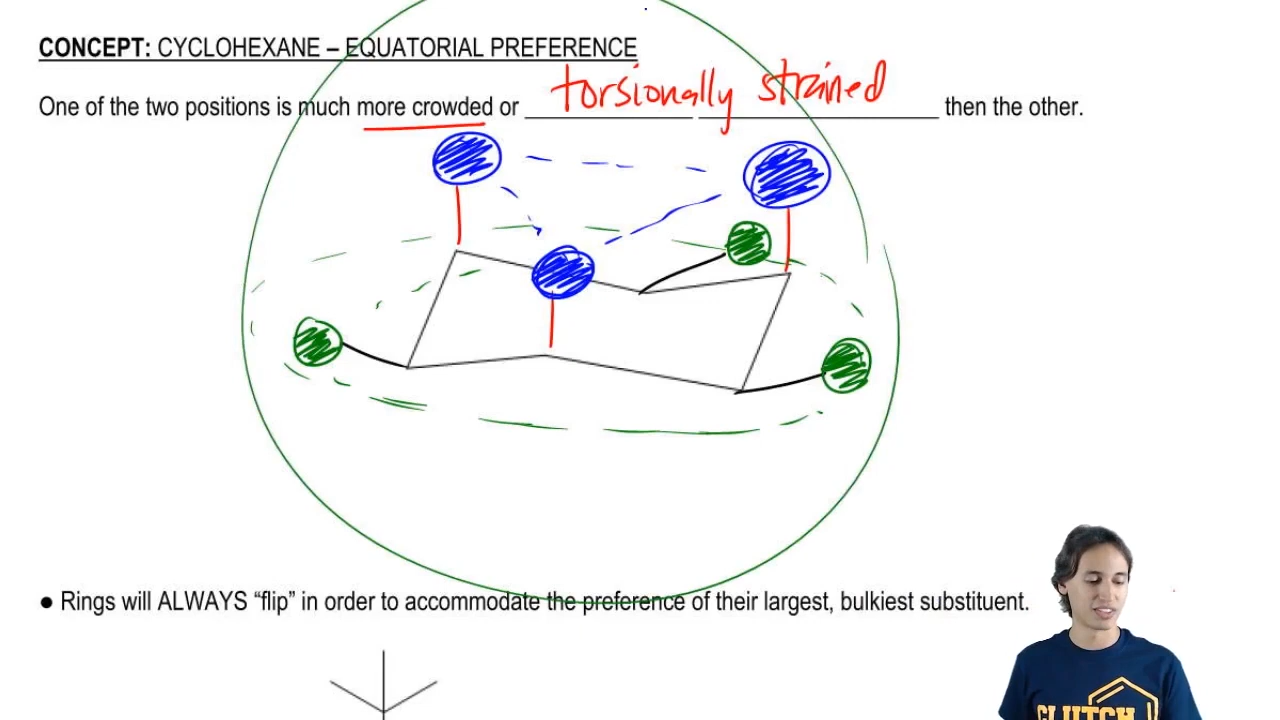 CONCEPT: CYCLOHEXANE – EQUATORIAL PREFERENCE
One of the two positions is much more crowded or torsionally strained then the other.
● Rings will ALWAYS “flip” in order to accommodate the preference of their largest, bulkiest substituent.
CLUTCH